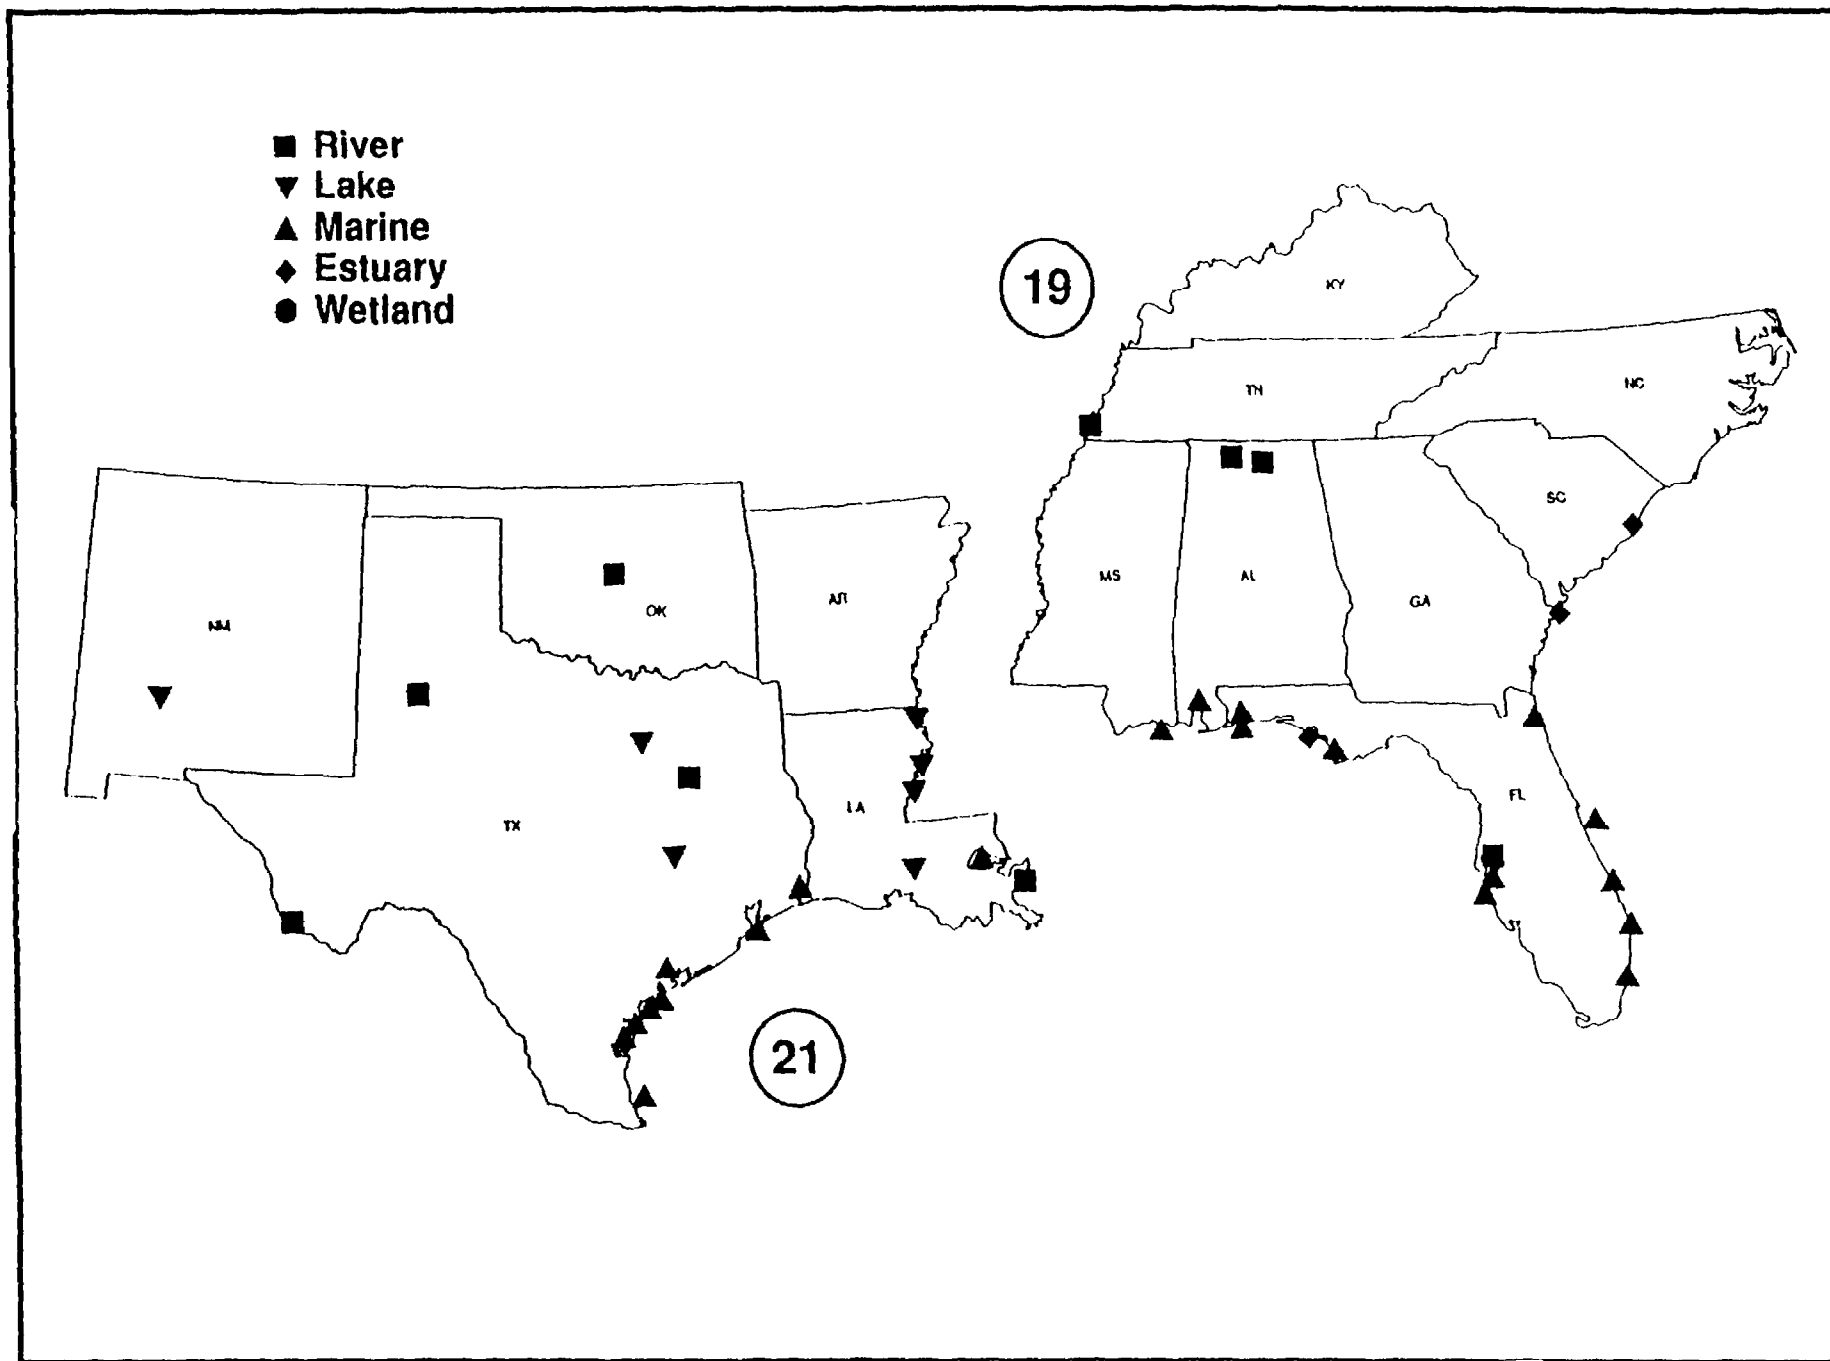 River
Lake
Marine
Estuary
Wetland
19
KY
TN
NC
SC
MS
AL
GA
FL
NM
OK
AR
TX
LA
21